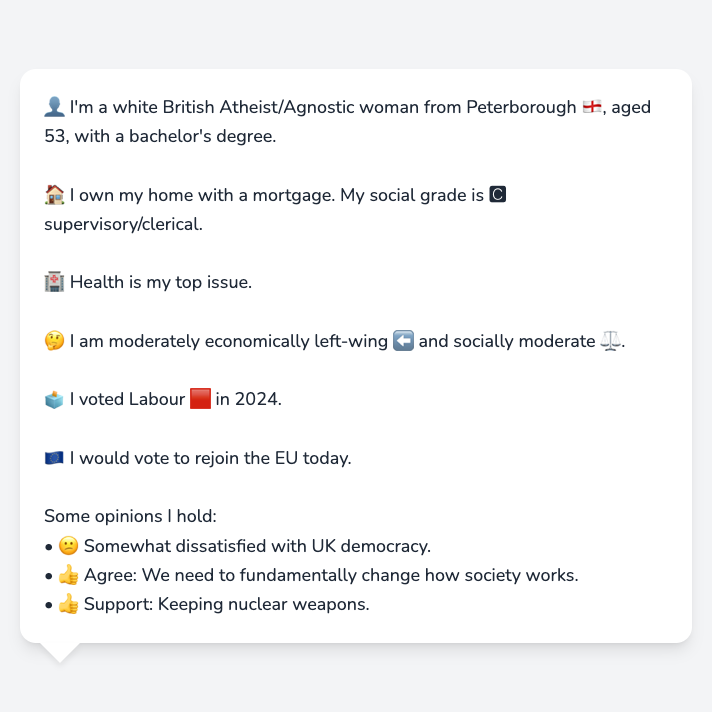 👤 I'm a white British Atheist/Agnostic woman from Peterborough 🏴󠁧󠁢󠁥󠁮󠁧󠁿, aged
53, with a bachelor's degree.
🏠 I own my home with a mortgage. My social grade is 🅲
supervisory/clerical.
🏥 Health is my top issue.
🤔 I am moderately economically left-wing ⬅️ and socially moderate ⚖️.
🗳️ I voted Labour 🟥 in 2024.
🇪🇺 I would vote to rejoin the EU today.
Some opinions I hold:
• 😕 Somewhat dissatisfied with UK democracy.
• 👍 Agree: We need to fundamentally change how society works.
• 👍 Support: Keeping nuclear weapons.